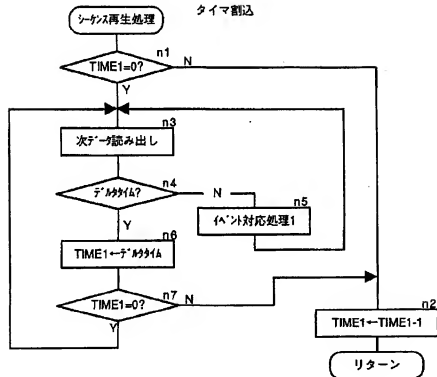 タイマ割込
シーケンス再生処理
n1
TIME1=0?
N
Y
n3
次データ読み出し
n4
デルタタイム?
N
n5
イベント対応処理1
Y
n6
TIME1←デルタタイム
n7
TIME1=0?
N
Y
n2
TIME1←TIME1-1
リターン